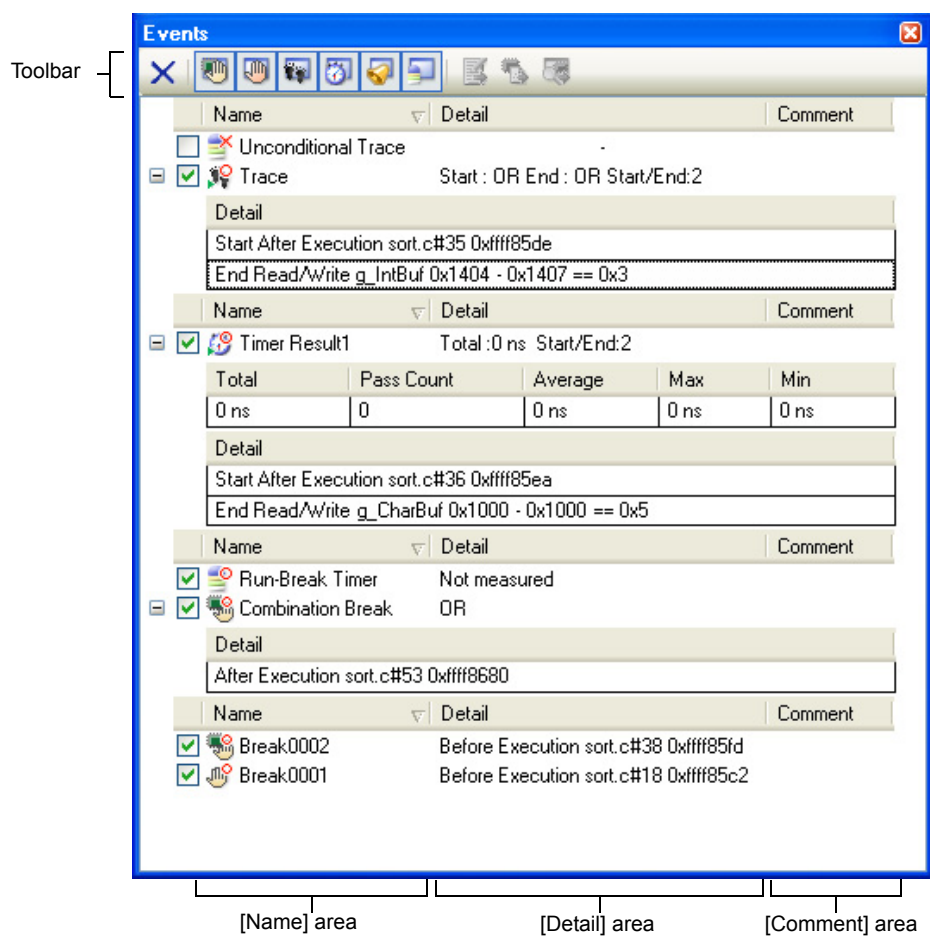 Events
Toolbar
Name Detail Comment
Unconditional Trace -
Trace Start : OR End : OR Start/End:2
Detail
Start After Execution sort.c#35 0xffff85de
End Read/Write g_IntBuf 0x1404 - 0x1407 == 0x3
Name Detail Comment
Timer Result1 Total :0 ns Start/End:2
Total Pass Count Average Max Min
0 ns 0 0 ns 0 ns 0 ns
Detail
Start After Execution sort.c#36 0xffff85ea
End Read/Write g_CharBuf 0x1000 - 0x1000 == 0x5
Name Detail Comment
Run-Break Timer Not measured
Combination Break OR
Detail
After Execution sort.c#53 0xffff8680
Name Detail Comment
Break0002 Before Execution sort.c#38 0xffff85fd
Break0001 Before Execution sort.c#18 0xffff85c2
[Name] area [Detail] area [Comment] area